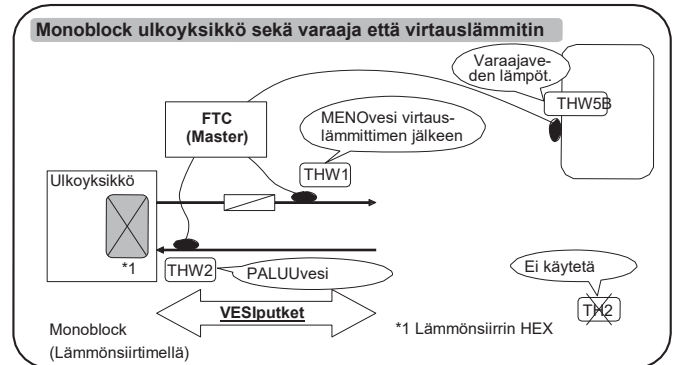 Monoblock ulkoyksikkö sekä varaaja että virtauslämmitin
Varaajave-
den lämpöt.
THW5B
FTC
(Master)
MENOvesi virtaus-
lämmittimen jälkeen
THW1
Ulkoyksikkö
*1
THW2
PALUUvesi
Ei käytetä
TH2
VESIputket
*1 Lämmönsiirrin HEX
Monoblock
(Lämmönsiirtimellä)